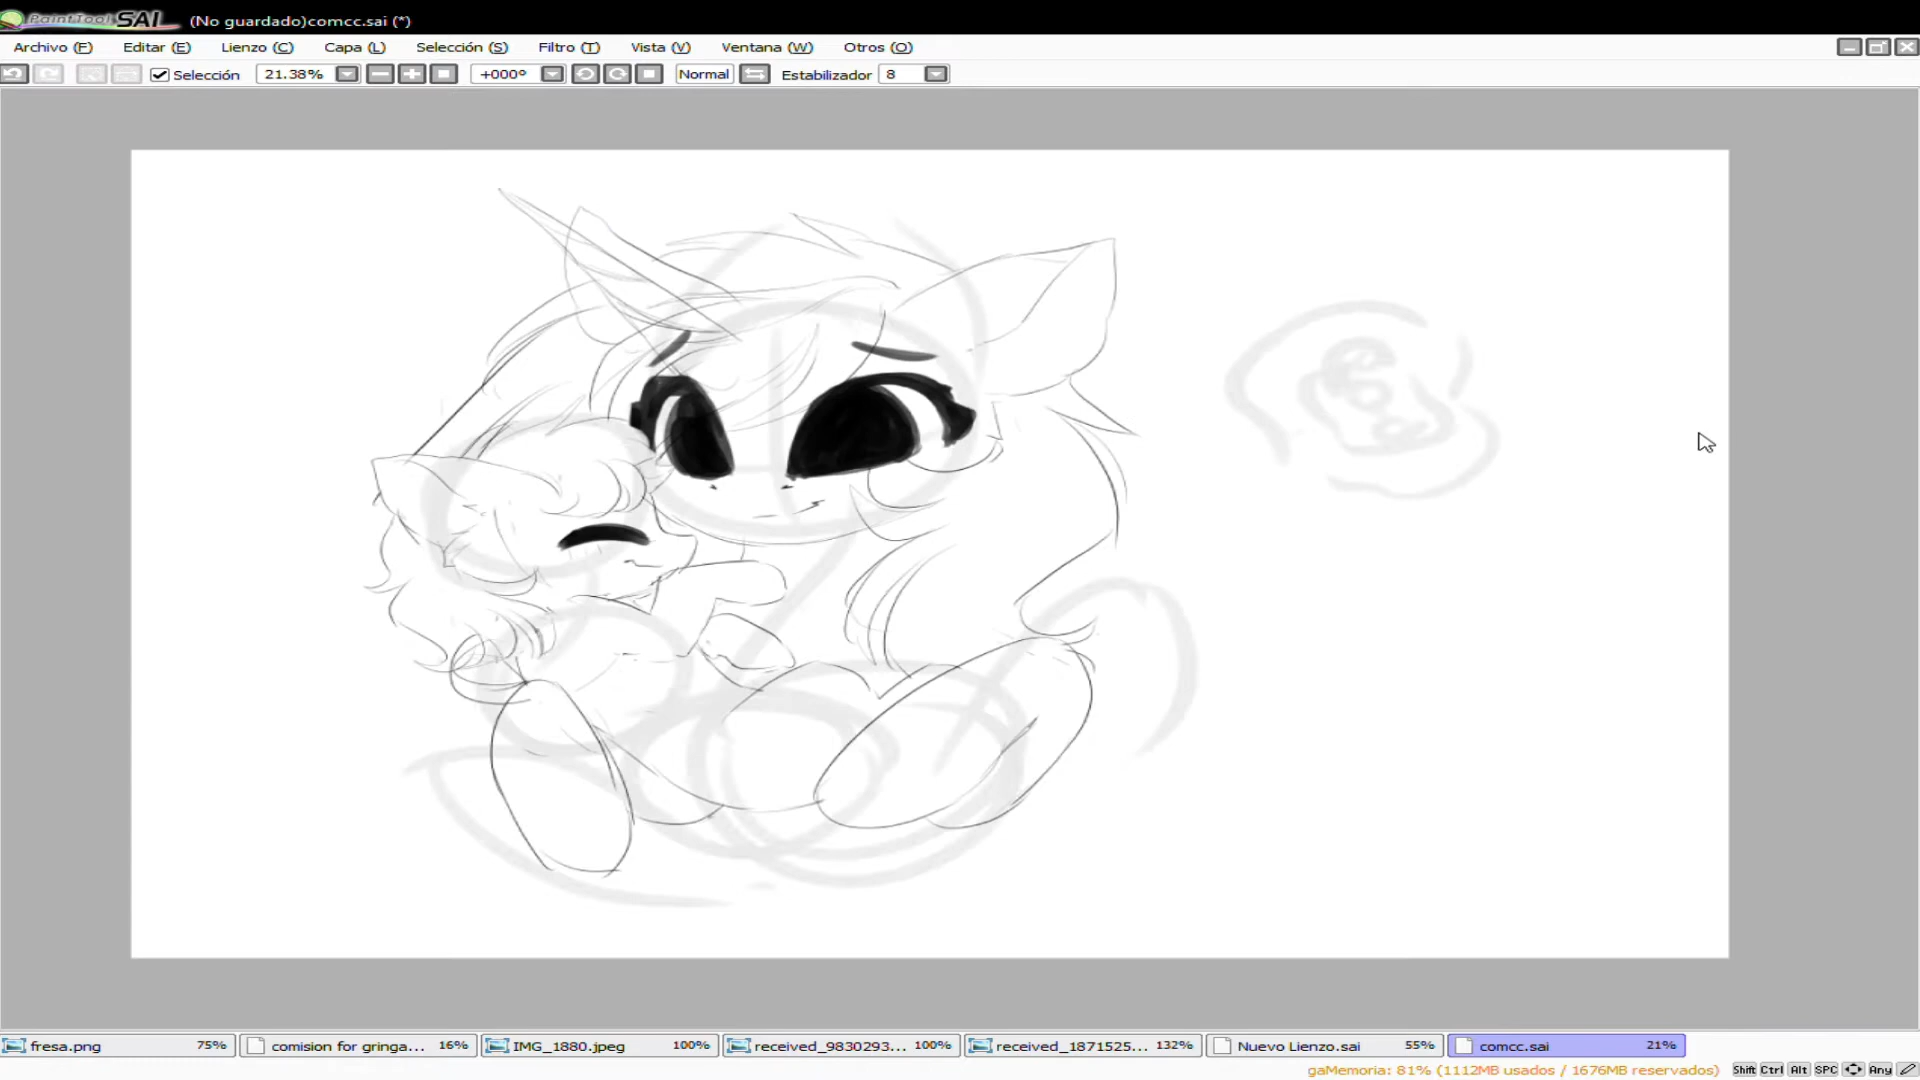 PaintTool SAI (No guardado)comcc.sai (*)
Archivo (F) Editar (E) Lienzo (C) Capa (L) Selección (S) Filtro (T) Vista (V) Ventana (W) Otros (O)
Selección 21.38% +000º Normal Estabilizador 8
fresa.png 75% comision for gringa... 16% IMG_1880.jpeg 100% received_9830293... 100% received_1871525... 132% Nuevo Lienzo.sai 55% comcc.sai 21%
gaMemoria: 81% (1112MB usados / 1676MB reservados) Shift Ctrl Alt SPC Any